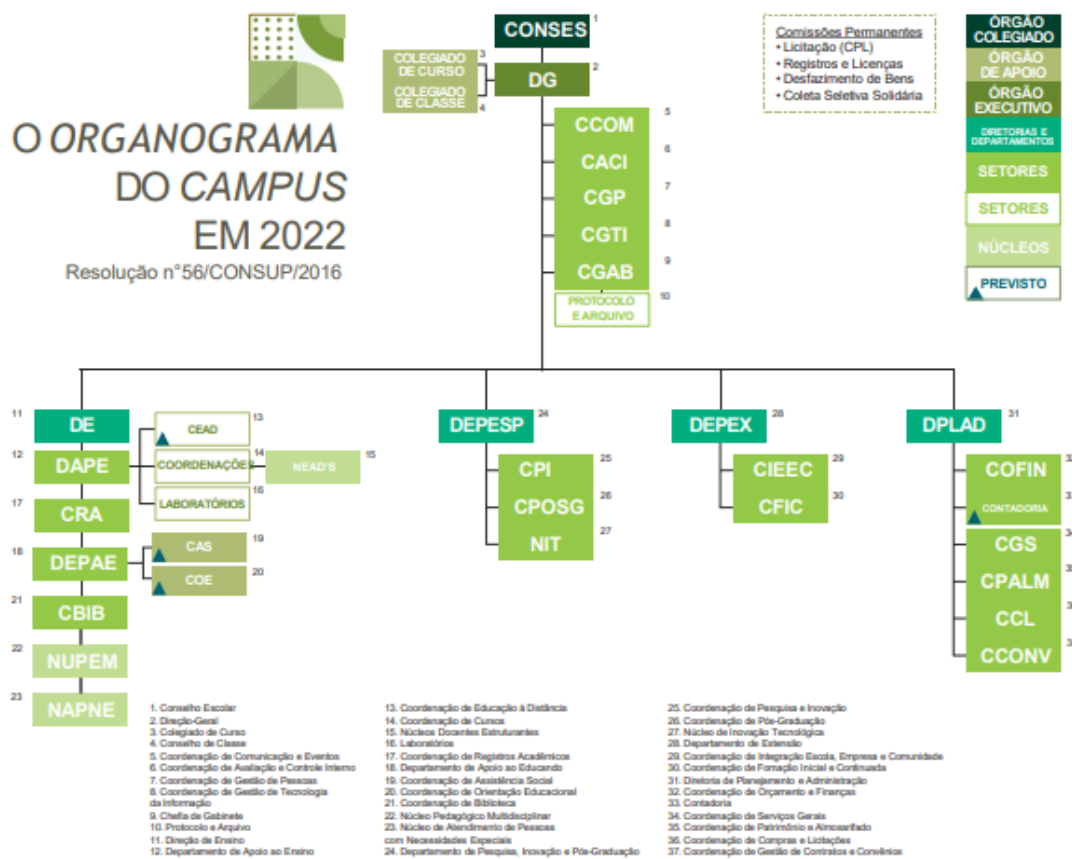 O ORGANOGRAMA
DO CAMPUS
EM 2022
Resolução n°56/CONSUP/2016
CONSES 1
COLEGIADO
DE CURSO 3
COLEGIADO
DE CLASSE 4
DG 2
CCOM 5
CACI 6
CGP 7
CGTI 8
CGAB 9
PROTOCOLO
E ARQUIVO 10
Comissões Permanentes
• Licitação (CPL)
• Registros e Licenças
• Desfazimento de Bens
• Coleta Seletiva Solidária
ÓRGÃO
COLEGIADO
ÓRGÃO
DE APOIO
ÓRGÃO
EXECUTIVO
DIRETORIAS E
DEPARTAMENTOS
SETORES
SETORES
NÚCLEOS
PREVISTO
11 DE
12 DAPE
CEAD 13
COORDENAÇÕES 14
NEAD'S 15
LABORATÓRIOS 16
17 CRA
18 DEPAE
CAS 19
COE 20
21 CBIB
22 NUPEM
23 NAPNE
DEPESP 24
CPI 25
CPOSG 26
NIT 27
DEPEX 28
CIEEC 29
CFIC 30
DPLAD 31
COFIN
CONTADORIA
CGS
CPALM
CCL
CCONV
1. Conselho Escolar
2. Direção-Geral
3. Colegiado de Curso
4. Conselho de Classe
5. Coordenação de Comunicação e Eventos
6. Coordenação de Avaliação e Controle Interno
7. Coordenação de Gestão de Pessoas
8. Coordenação de Gestão de Tecnologia
da Informação
9. Chefia de Gabinete
10. Protocolo e Arquivo
11. Direção de Ensino
12. Departamento de Apoio ao Ensino
13. Coordenação de Educação à Distância
14. Coordenação de Cursos
15. Núcleos Docentes Estruturantes
16. Laboratórios
17. Coordenação de Registros Acadêmicos
18. Departamento de Apoio ao Educando
19. Coordenação de Assistência Social
20. Coordenação de Orientação Educacional
21. Coordenação de Biblioteca
22. Núcleo Pedagógico Multidisciplinar
23. Núcleo de Atendimento de Pessoas
com Necessidades Especiais
24. Departamento de Pesquisa, Inovação e Pós-Graduação
25. Coordenação de Pesquisa e Inovação
26. Coordenação de Pós-Graduação
27. Núcleo de Inovação Tecnológica
28. Departamento de Extensão
29. Coordenação de Integração Escola, Empresa e Comunidade
30. Coordenação de Formação Inicial e Continuada
31. Diretoria de Planejamento e Administração
32. Coordenação de Orçamento e Finanças
33. Contadoria
34. Coordenação de Serviços Gerais
35. Coordenação de Patrimônio e Almoxarifado
36. Coordenação de Compras e Licitações
37. Coordenação de Gestão de Contratos e Convênios